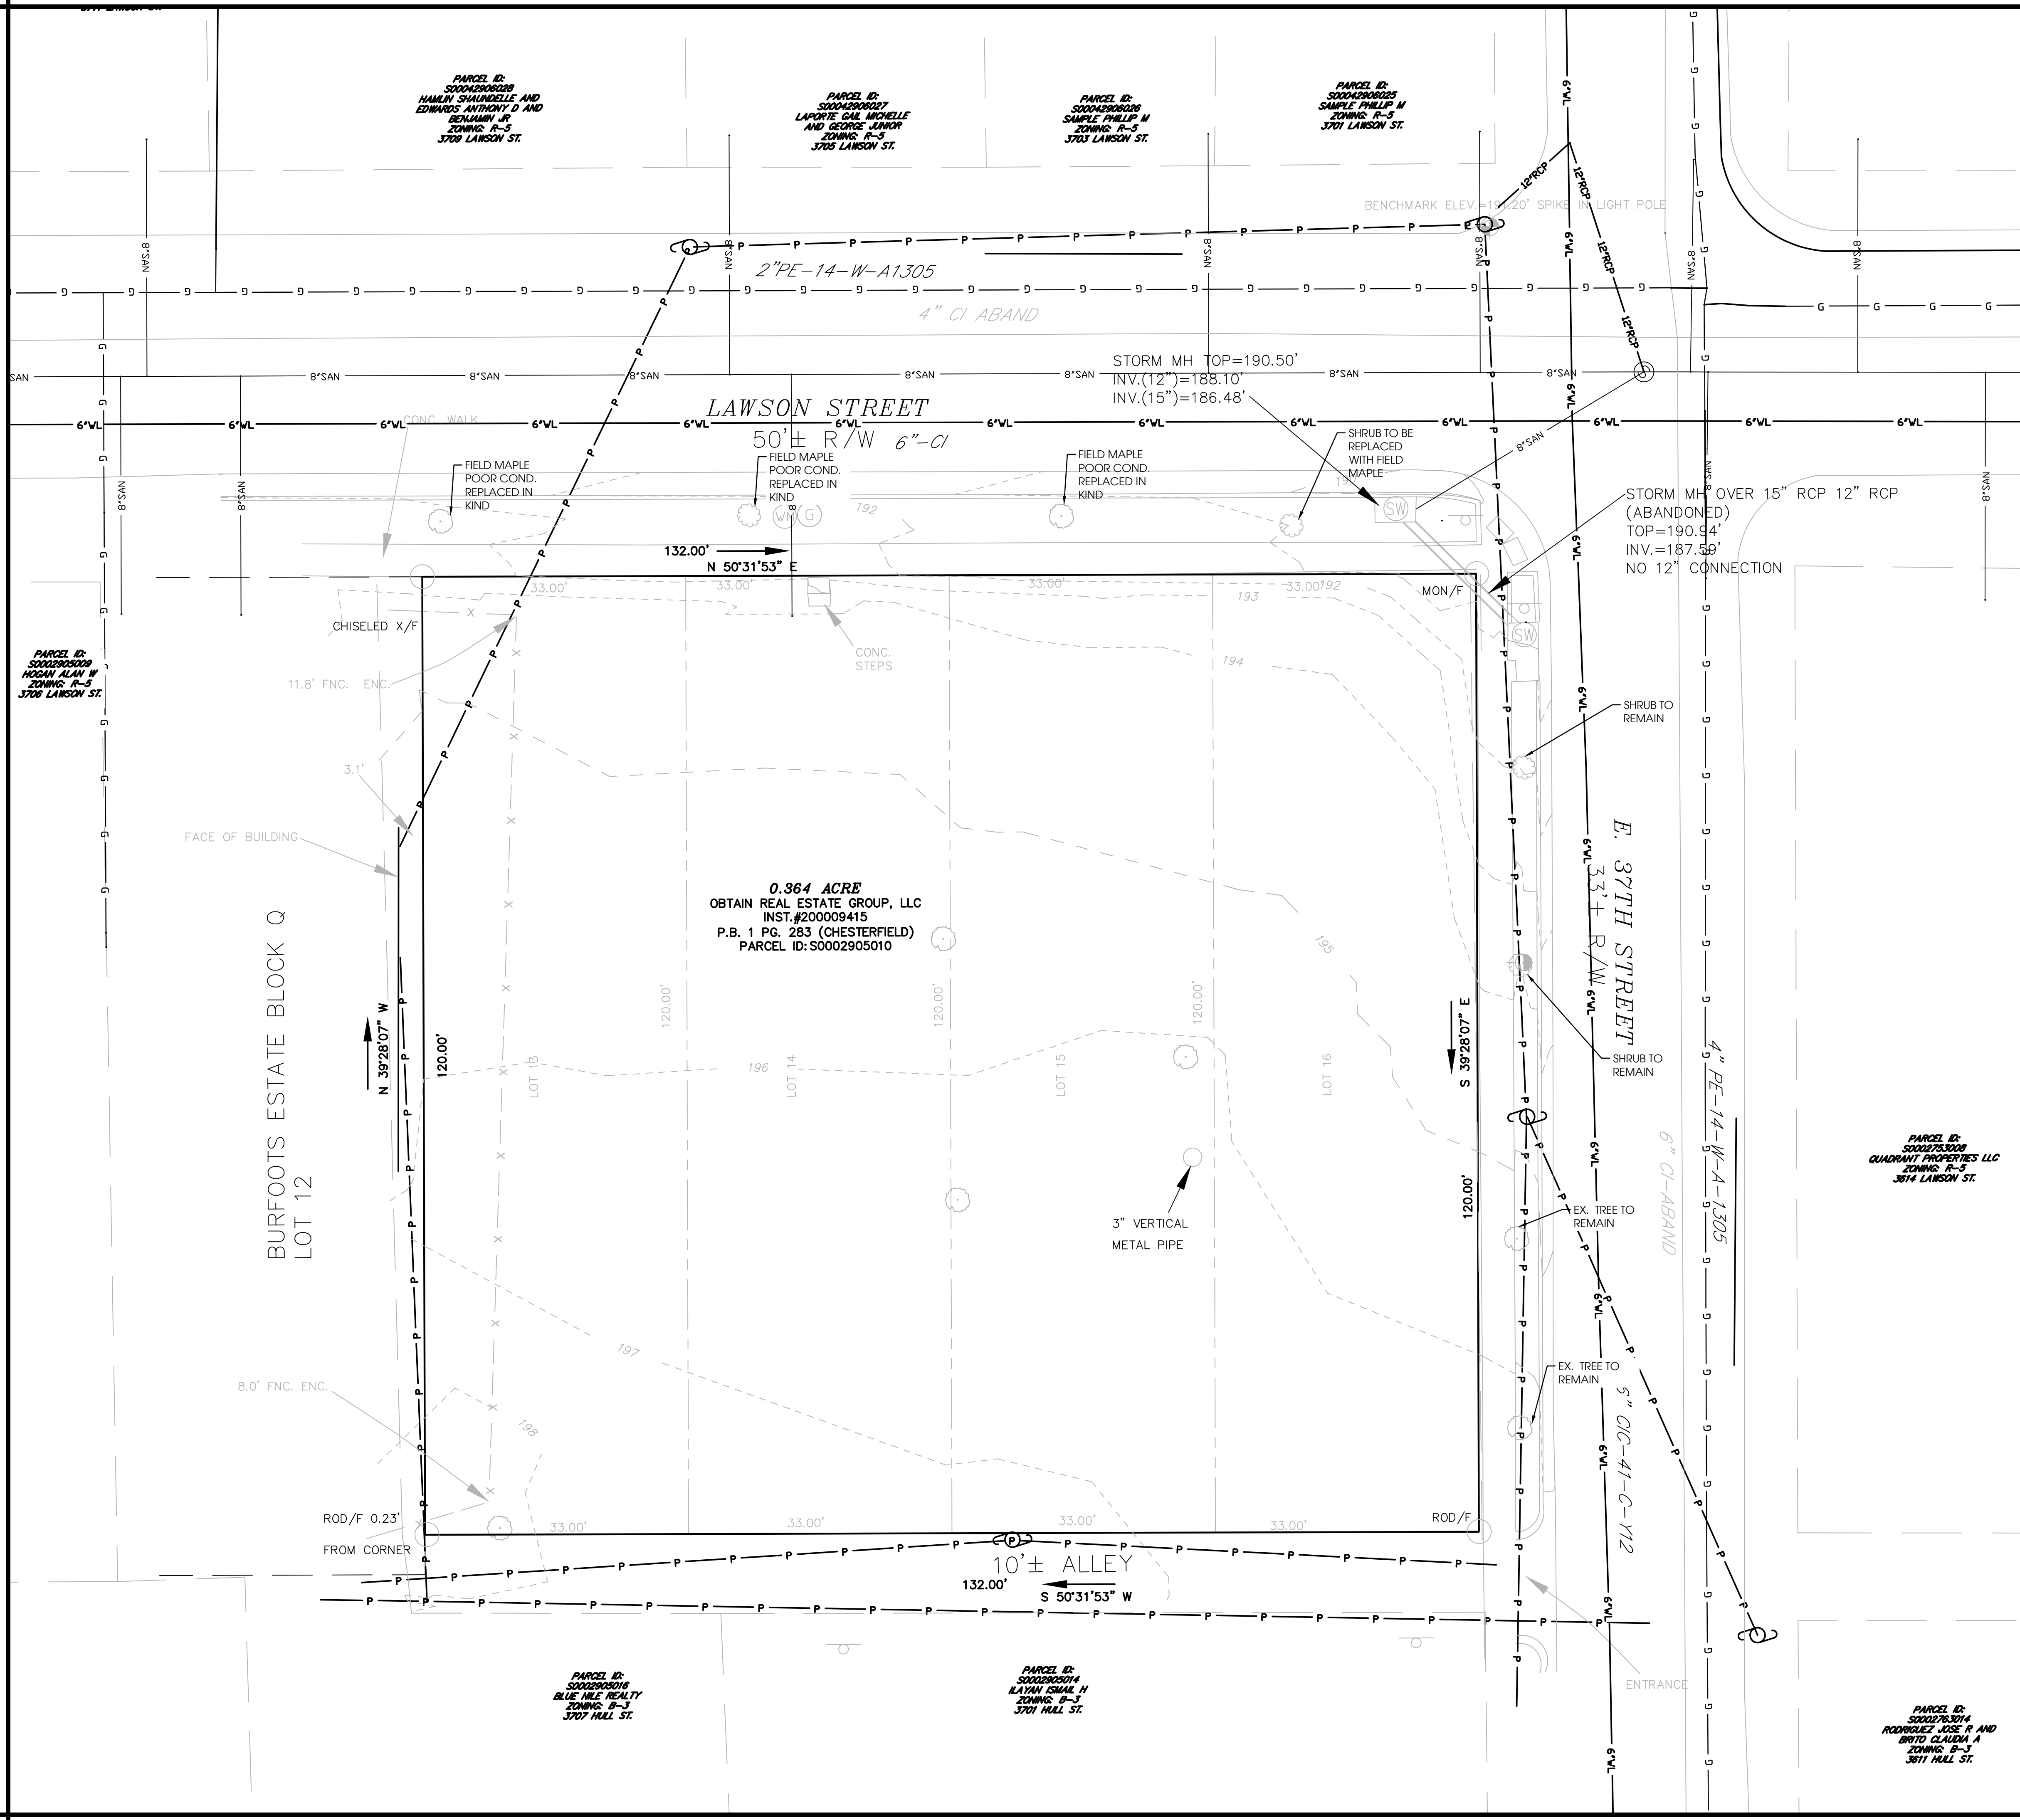 PARCEL ID:
S00042906028
HAMLIN SHAUNDELLE AND
EDWARDS ANTHONY D AND
BENJAMIN JR
ZONING: R-5
3709 LAWSON ST.
PARCEL ID:
S00042906027
LAPORTE GAIL MICHELLE
AND GEORGE JUNIOR
ZONING: R-5
3705 LAWSON ST.
PARCEL ID:
S00042906026
SAMPLE PHILLIP M
ZONING: R-5
3703 LAWSON ST.
PARCEL ID:
S00042906025
SAMPLE PHILLIP M
ZONING: R-5
3701 LAWSON ST.
BENCHMARK ELEV.=191.20' SPIKE IN LIGHT POLE
12"RCP
12"RCP
12"RCP
12"RCP
2"PE-14-W-A1305
4" CI ABAND
STORM MH TOP=190.50'
INV.(12")=188.10'
INV.(15")=186.48'
8"SAN
6"WL
LAWSON STREET
50'± R/W 6"-CI
CONC. WALK
FIELD MAPLE
POOR COND.
REPLACED IN
KIND
FIELD MAPLE
POOR COND.
REPLACED IN
KIND
FIELD MAPLE
POOR COND.
REPLACED IN
KIND
SHRUB TO BE
REPLACED
WITH FIELD
MAPLE
STORM MH OVER 15" RCP 12" RCP
(ABANDONED)
TOP=190.94'
INV.=187.59'
NO 12" CONNECTION
WM
G
SW
SW
192
132.00'
N 50°31'53" E
33.00'
33.00'
33.00'
33.00'
192
193
194
MON/F
CHISELED X/F
CONC.
STEPS
11.8' FNC. ENC.
3.1'
FACE OF BUILDING
PARCEL ID:
S0002905009
HOGAN ALAN W
ZONING: R-5
3706 LAWSON ST.
SHRUB TO
REMAIN
E. 37TH STREET
33'± R/W
0.364 ACRE
OBTAIN REAL ESTATE GROUP, LLC
INST.#200009415
P.B. 1 PG. 283 (CHESTERFIELD)
PARCEL ID: S0002905010
195
BURFOOTS ESTATE BLOCK Q
LOT 12
N 39°28'07" W
120.00'
120.00'
120.00'
120.00'
S 39°28'07" E
120.00'
LOT 13
LOT 14
LOT 15
LOT 16
196
SHRUB TO
REMAIN
4" PE-14-W-A-1305
6" CI-ABAND
3" VERTICAL
METAL PIPE
EX. TREE TO
REMAIN
PARCEL ID:
S0002753008
QUADRANT PROPERTIES LLC
ZONING: R-5
3614 LAWSON ST.
197
198
8.0' FNC. ENC.
EX. TREE TO
REMAIN
5" CIC-41-C-Y12
ROD/F 0.23'
FROM CORNER
33.00'
33.00'
33.00'
33.00'
ROD/F
10'± ALLEY
132.00'
S 50°31'53" W
ENTRANCE
PARCEL ID:
S0002905016
BLUE NILE REALTY
ZONING: B-3
3707 HULL ST.
PARCEL ID:
S0002905014
ILAYAN ISMAIL H
ZONING: B-3
3701 HULL ST.
PARCEL ID:
S0002763014
RODRIGUEZ JOSE R AND
BRITO CLAUDIA A
ZONING: B-3
3611 HULL ST.